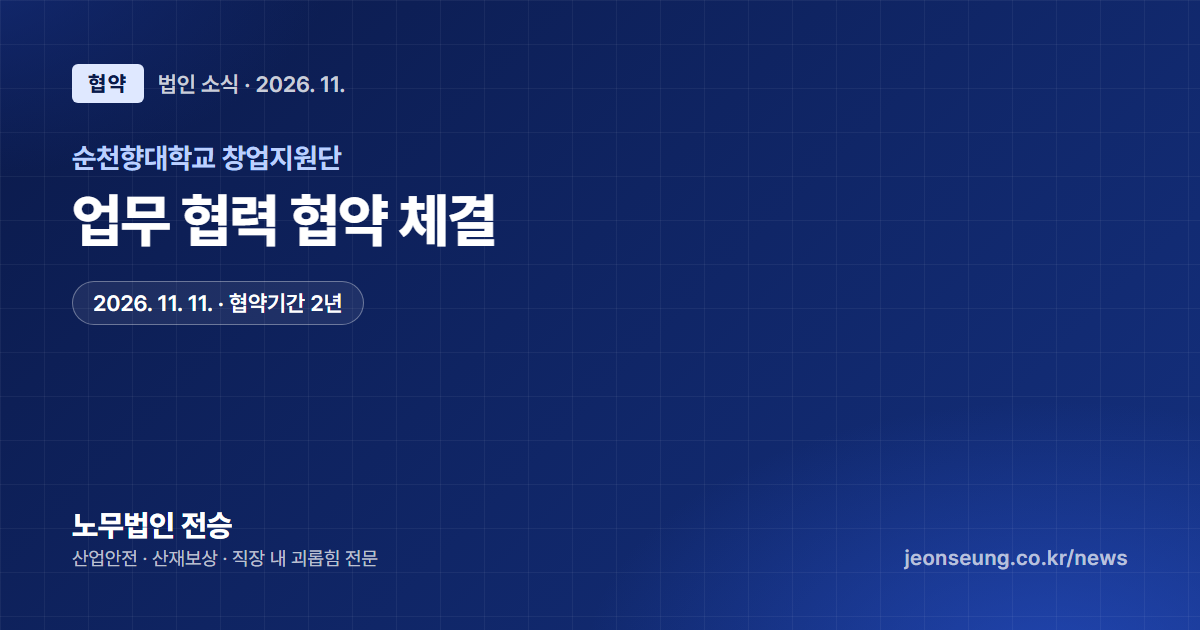 협약 법인 소식 · 2026. 11.
순천향대학교 창업지원단
업무 협력 협약 체결
2026. 11. 11. · 협약기간 2년
노무법인 전승
산업안전 · 산재보상 · 직장 내 괴롭힘 전문
jeonseung.co.kr/news